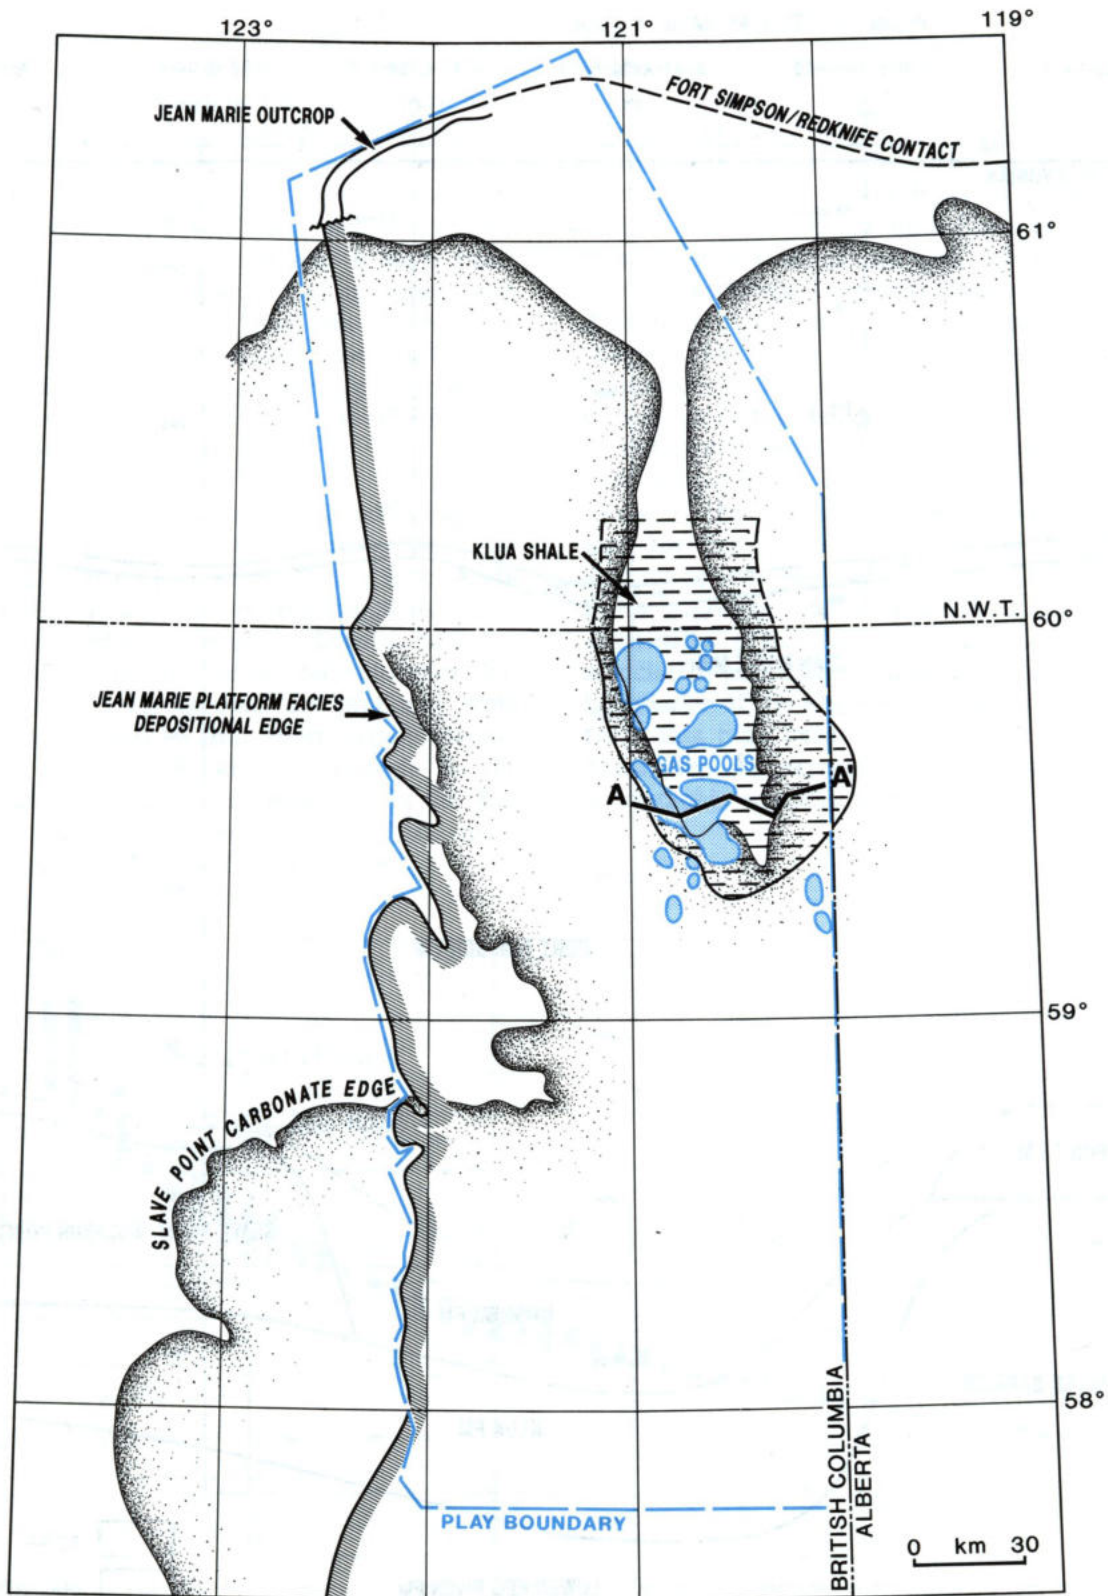 123°
121°
119°
JEAN MARIE OUTCROP
FORT SIMPSON/REDKNIFE CONTACT
61°
KLUA SHALE
N.W.T.
60°
JEAN MARIE PLATFORM FACIES
DEPOSITIONAL EDGE
GAS POOLS
A
A'
59°
SLAVE POINT CARBONATE EDGE
58°
BRITISH COLUMBIA
ALBERTA
PLAY BOUNDARY
0 km 30